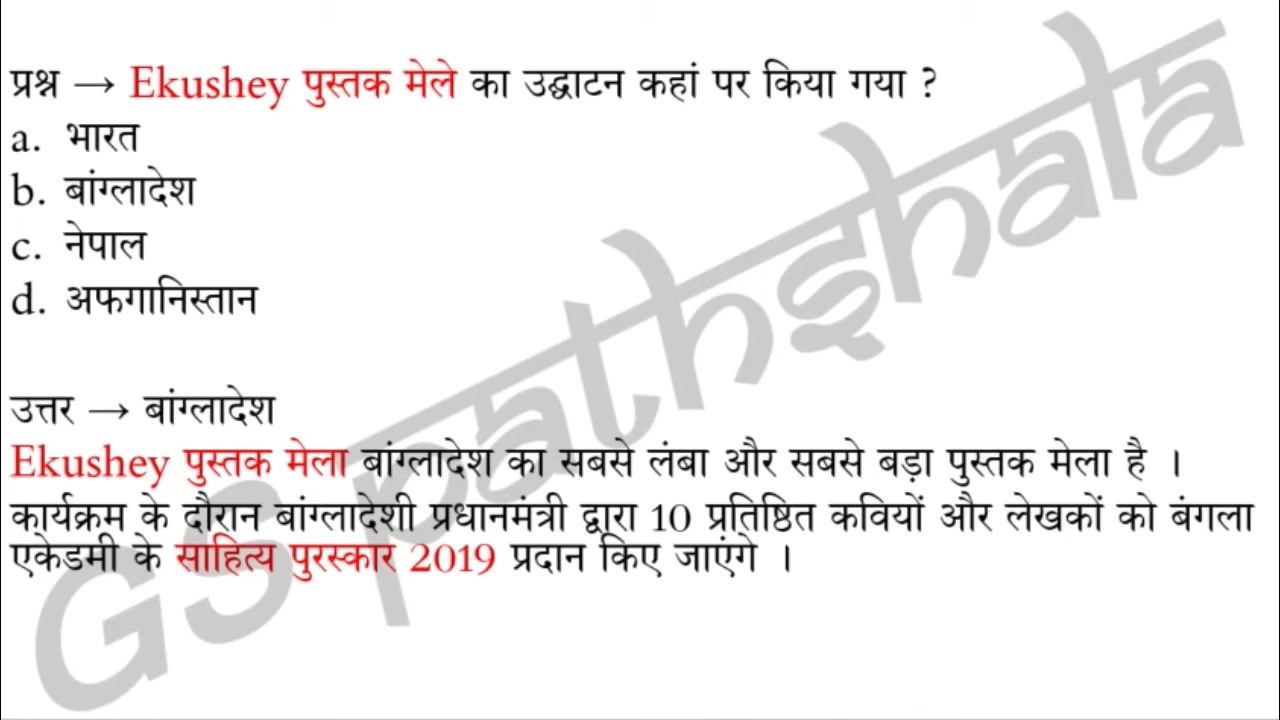 प्रश्न → Ekushey पुस्तक मेले का उद्घाटन कहां पर किया गया ?
a. भारत
b. बांग्लादेश
c. नेपाल
d. अफगानिस्तान
उत्तर → बांग्लादेश
Ekushey पुस्तक मेला बांग्लादेश का सबसे लंबा और सबसे बड़ा पुस्तक मेला है ।
कार्यक्रम के दौरान बांग्लादेशी प्रधानमंत्री द्वारा 10 प्रतिष्ठित कवियों और लेखकों को बंगला
एकेडमी के साहित्य पुरस्कार 2019 प्रदान किए जाएंगे ।
GS pathshala